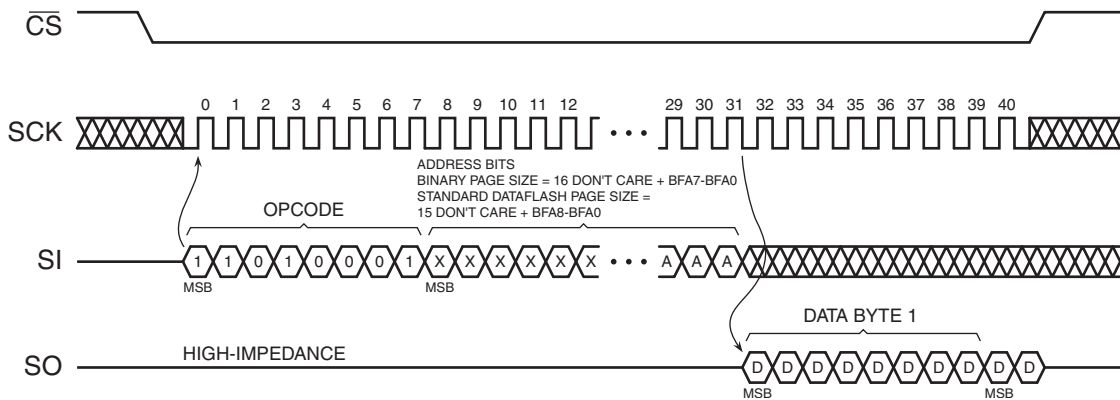 CS
SCK
0 1 2 3 4 5 6 7 8 9 10 11 12 29 30 31 32 33 34 35 36 37 38 39 40
ADDRESS BITS
BINARY PAGE SIZE = 16 DON'T CARE + BFA7-BFA0
STANDARD DATAFLASH PAGE SIZE =
15 DON'T CARE + BFA8-BFA0
OPCODE
SI
1 1 0 1 0 0 0 1 X X X X X X ••• A A A
MSB MSB
DATA BYTE 1
SO
HIGH-IMPEDANCE
D D D D D D D D D D
MSB MSB